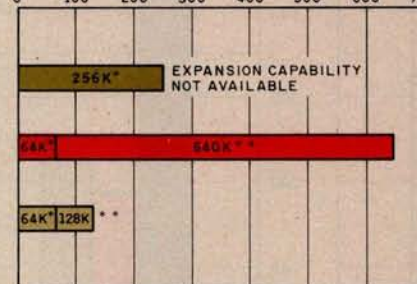 256K*
EXPANSION CAPABILITY
NOT AVAILABLE
64K* 640K**
64K* 128K **